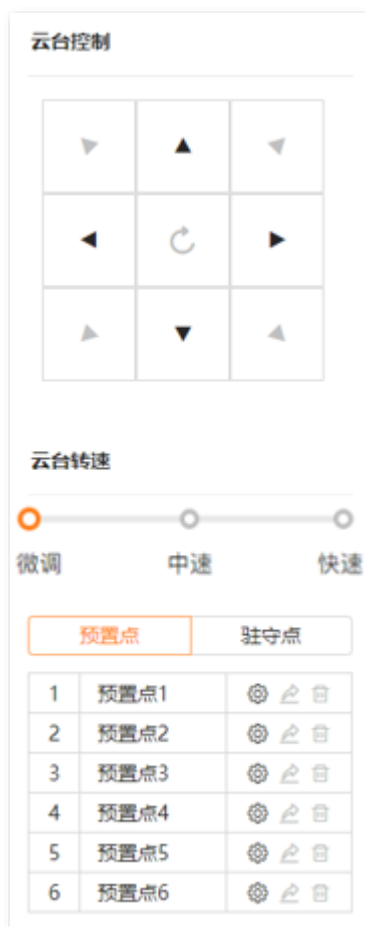 云台控制
云台转速
微调 中速 快速
预置点 驻守点
1 预置点1
2 预置点2
3 预置点3
4 预置点4
5 预置点5
6 预置点6